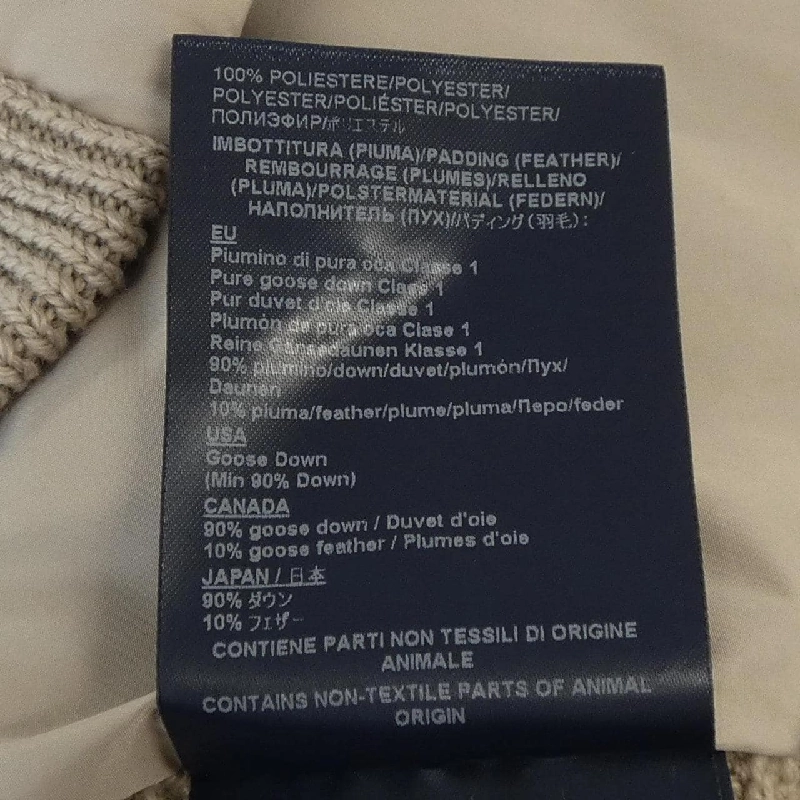 100% POLIESTERE/POLYESTER/
POLYESTER/POLIÉSTER/POLYESTER/
ПОЛИЭФИР/ポリエステル
IMBOTTITURA (PIUMA)/PADDING (FEATHER)/
REMBOURRAGE (PLUMES)/RELLENO
(PLUMA)/POLSTERMATERIAL (FEDERN)/
НАПОЛНИТЕЛЬ (ПУХ)/パディング(羽毛):
EU
Piumino di pura oca Classe 1
Pure goose down Class 1
Pur duvet d'oie Classe 1
Plumón de pura oca Clase 1
Reine Gänsedaunen Klasse 1
90% piumino/down/duvet/plumón/Пух/
Daunen
10% piuma/feather/plume/pluma/Перо/feder
USA
Goose Down
(Min 90% Down)
CANADA
90% goose down / Duvet d'oie
10% goose feather / Plumes d'oie
JAPAN / 日本
90% ダウン
10% フェザー
CONTIENE PARTI NON TESSILI DI ORIGINE
ANIMALE
CONTAINS NON-TEXTILE PARTS OF ANIMAL
ORIGIN